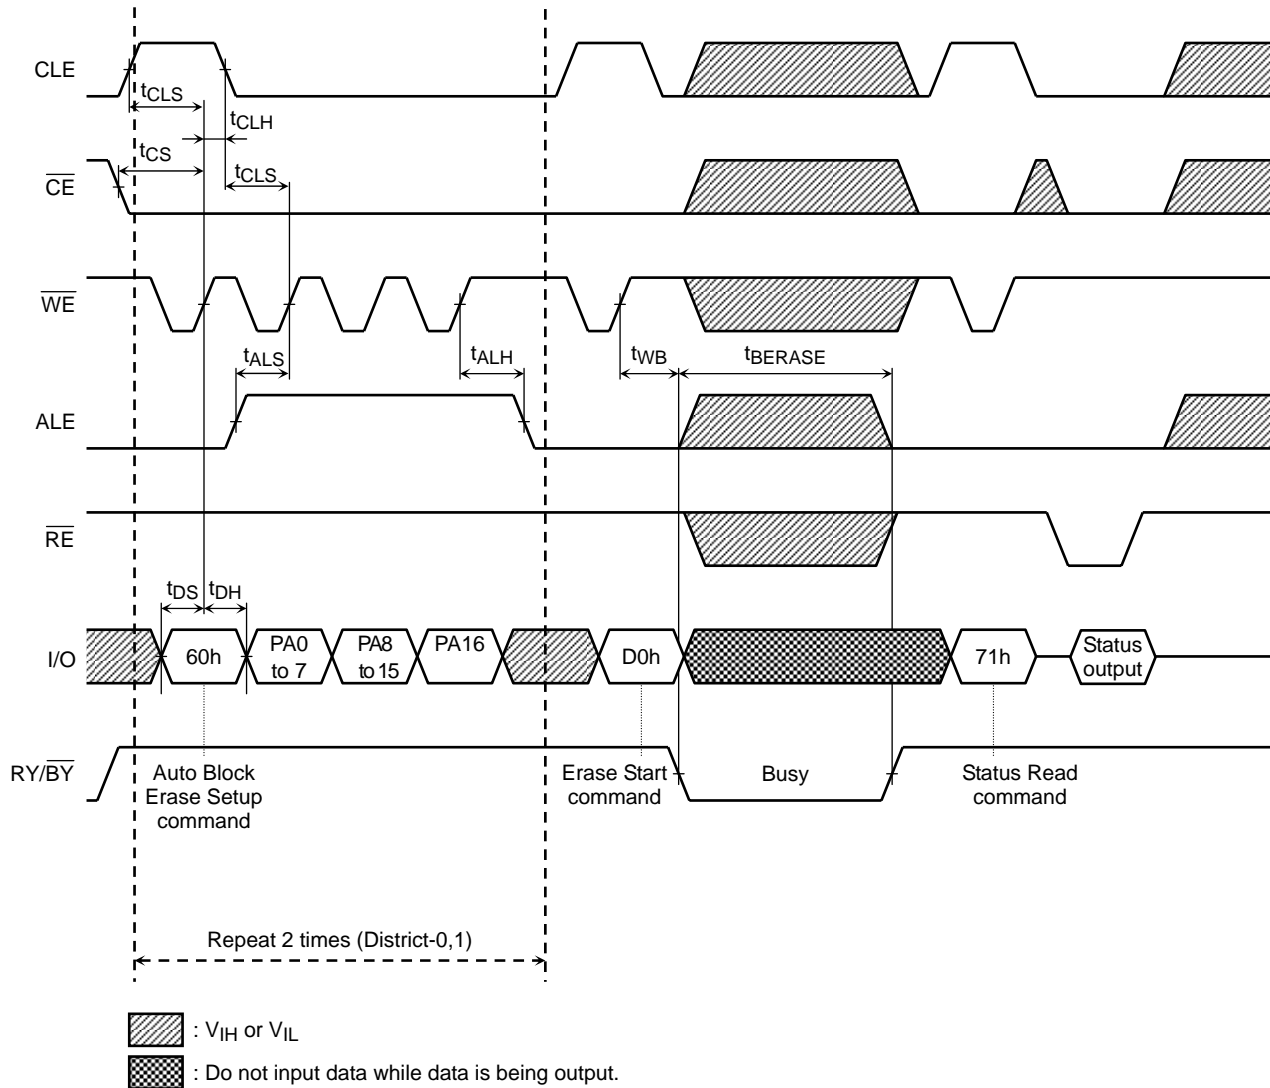 CLE
tCLS
tCLH
tCS
tCLS
CE
WE
tALS
tALH
tWB
tBERASE
ALE
RE
tDS
tDH
I/O
60h
PA0
to 7
PA8
to 15
PA16
D0h
71h
Status
output
RY/BY
Auto Block
Erase Setup
command
Erase Start
command
Busy
Status Read
command
Repeat 2 times (District-0,1)
: VIH or VIL
: Do not input data while data is being output.